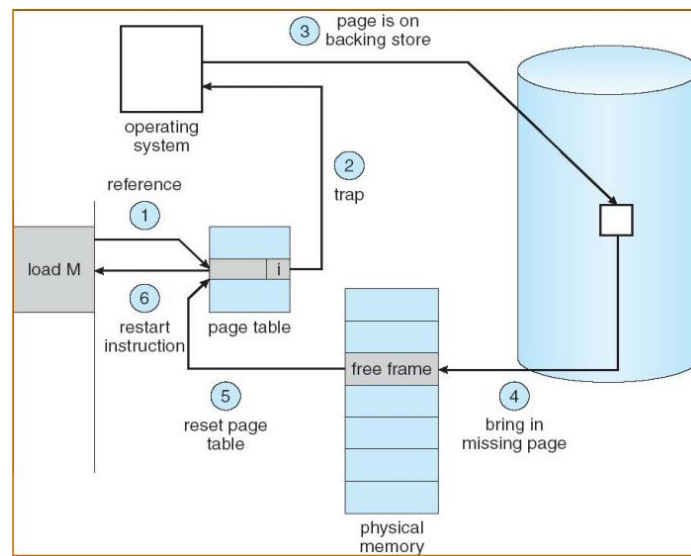 3
page is on
backing store
operating
system
2
trap
reference
1
load M
i
6
restart
instruction
page table
free frame
5
reset page
table
4
bring in
missing page
physical
memory